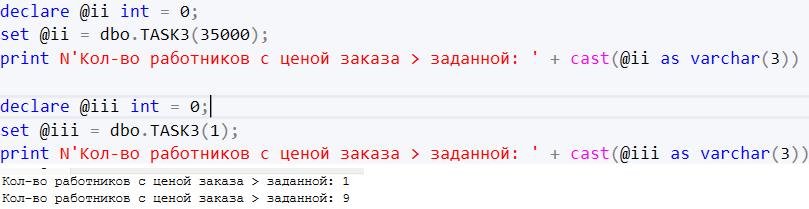 declare @ii int = 0;
set @ii = dbo.TASK3(35000);
print N'Кол-во работников с ценой заказа > заданной: ' + cast(@ii as varchar(3))
declare @iii int = 0;
set @iii = dbo.TASK3(1);
print N'Кол-во работников с ценой заказа > заданной: ' + cast(@iii as varchar(3))
Кол-во работников с ценой заказа > заданной: 1
Кол-во работников с ценой заказа > заданной: 9